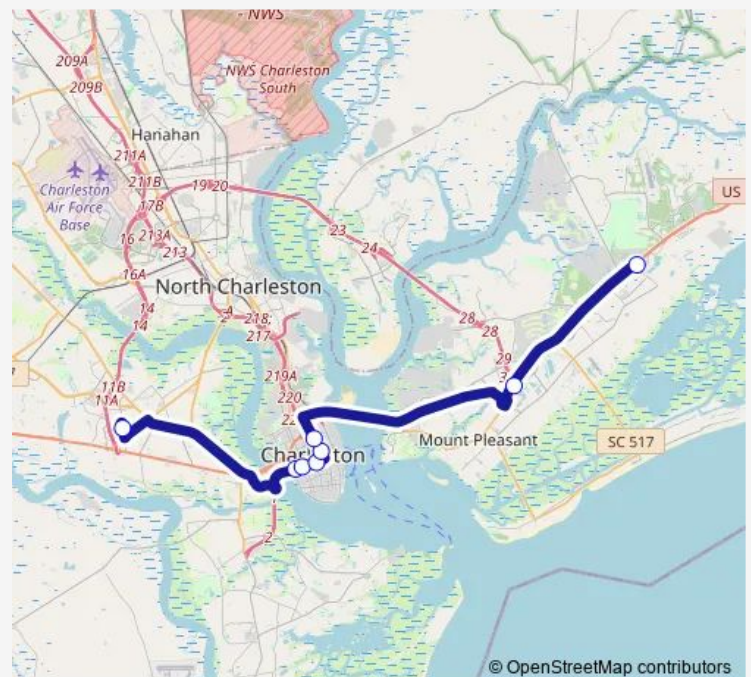 - NWS
209A
209B
NWS Charleston
South
Hanahan
211A
Charleston
Air Force
Base
211B
17B
19 20
US
16
213A
213
23
24
16A
North Charleston
14
14
218;
217
28
28
219A
29
11B
11A
220
Mount Pleasant
SC 517
2
© OpenStreetMap contributors